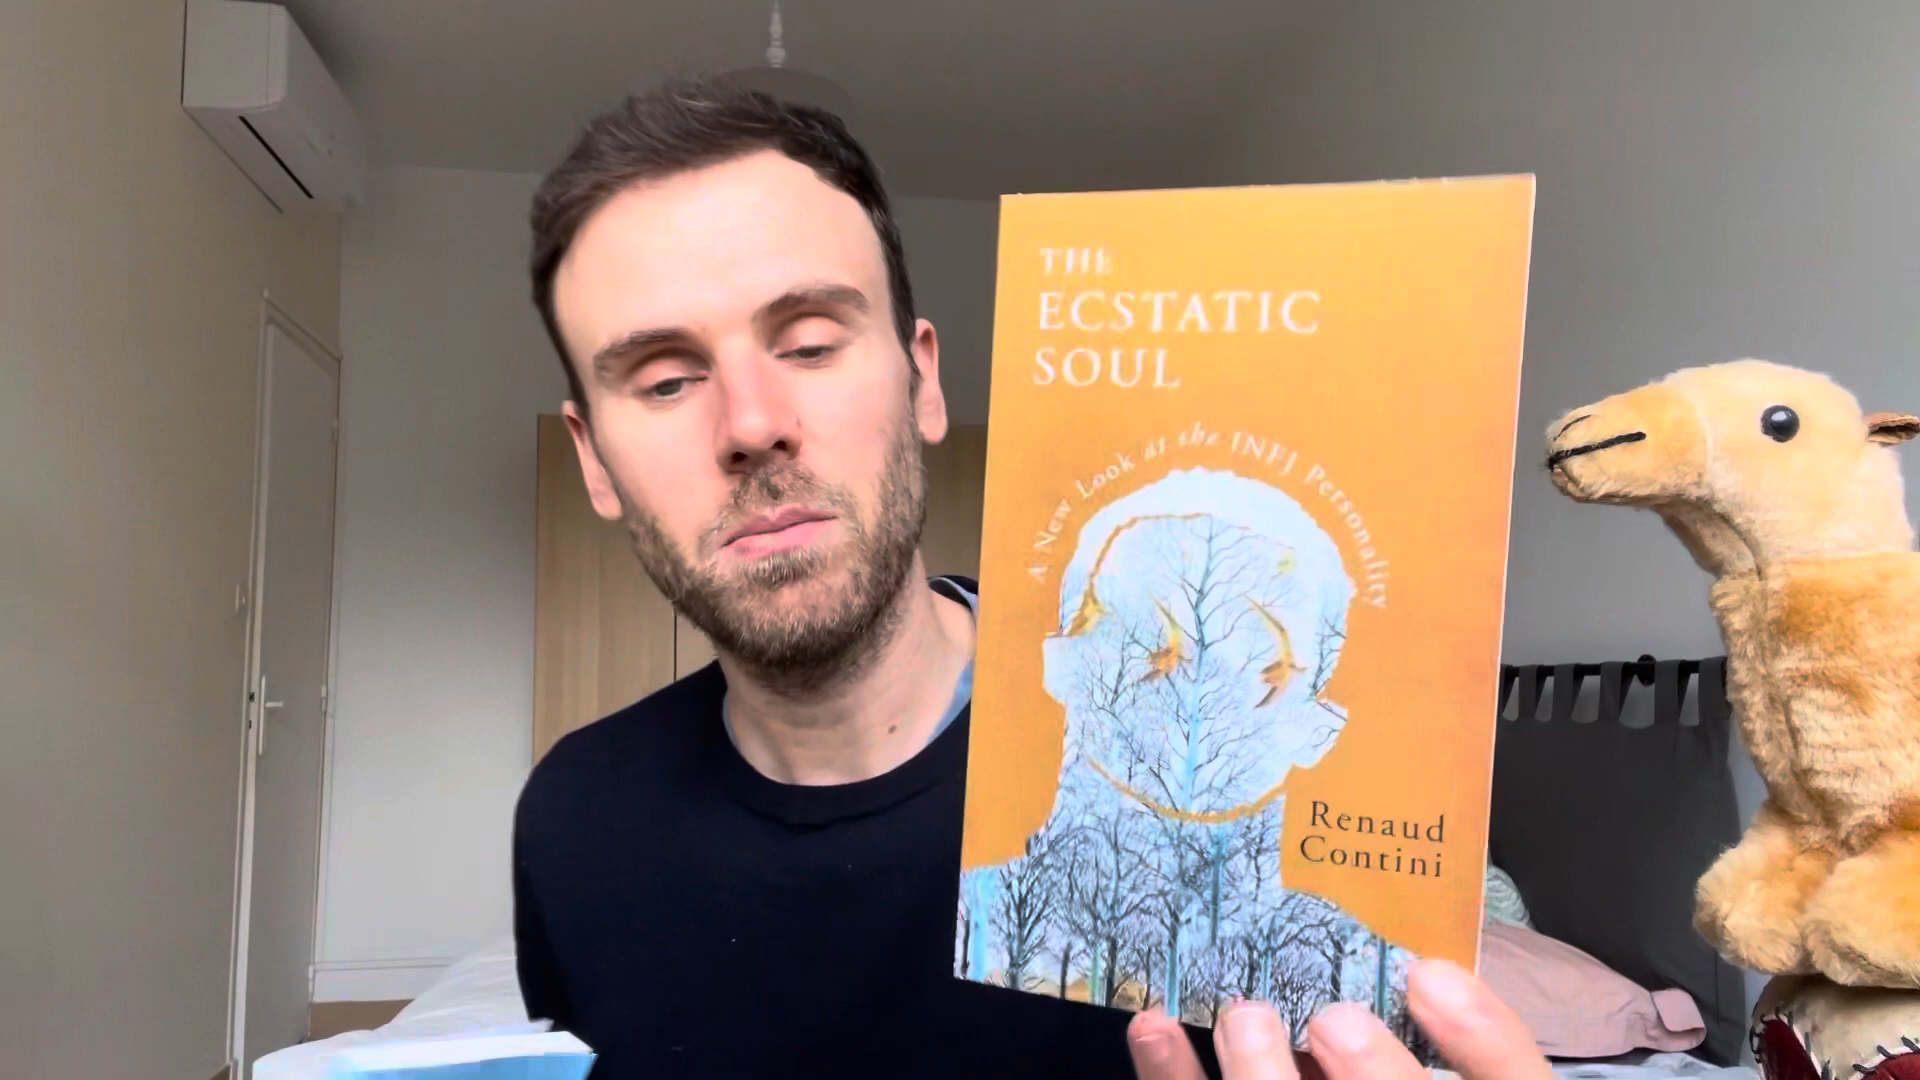 THE
ECSTATIC
SOUL
A New Look at the INFJ Personality
Renaud
Contini